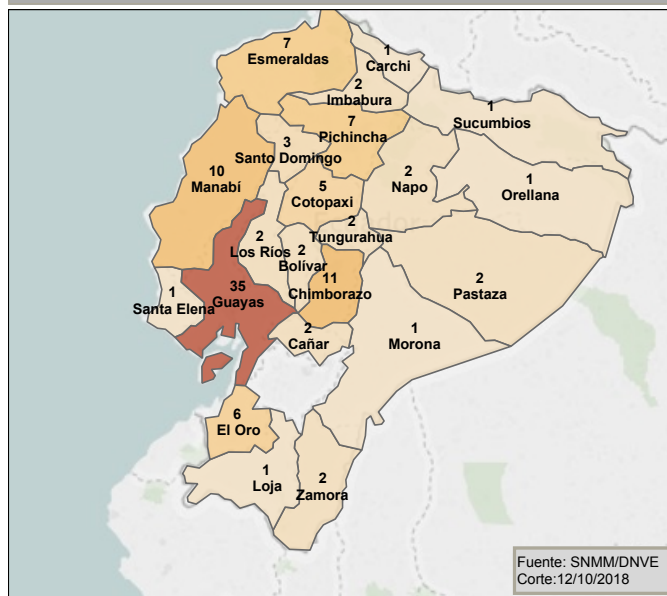 7
Esmeraldas
1
Carchi
2
Imbabura
1
Sucumbios
7
Pichincha
3
Santo Domingo
10
Manabí
2
Napo
1
Orellana
5
Cotopaxi
2
Tungurahua
2
Los Ríos
2
Bolívar
11
Chimborazo
2
Pastaza
35
Guayas
1
Santa Elena
2
Cañar
1
Morona
6
El Oro
1
Loja
2
Zamora
Fuente: SNMM/DNVE
Corte:12/10/2018